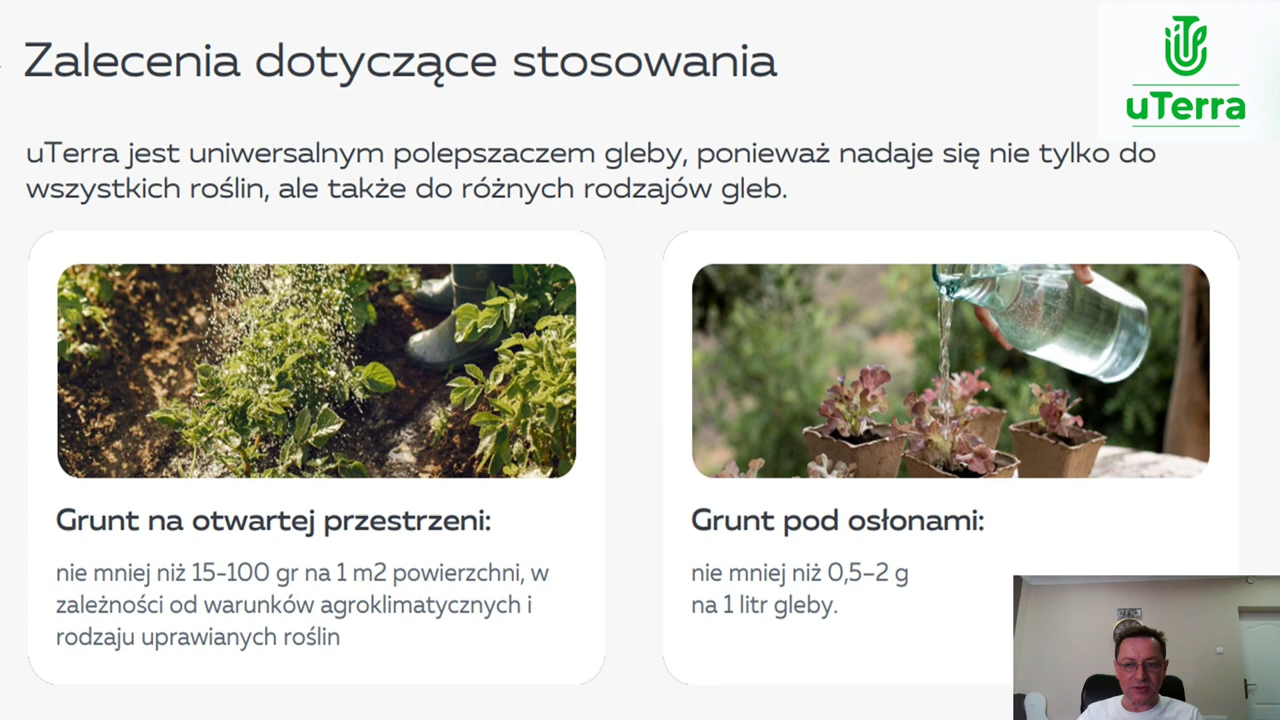 Zalecenia dotyczące stosowania
uTerra
uTerra jest uniwersalnym polepszaczem gleby, ponieważ nadaje się nie tylko do
wszystkich roślin, ale także do różnych rodzajów gleb.
Grunt na otwartej przestrzeni:
nie mniej niż 15-100 gr na 1 m2 powierzchni, w
zależności od warunków agroklimatycznych i
rodzaju uprawianych roślin
Grunt pod osłonami:
nie mniej niż 0,5–2 g
na 1 litr gleby.